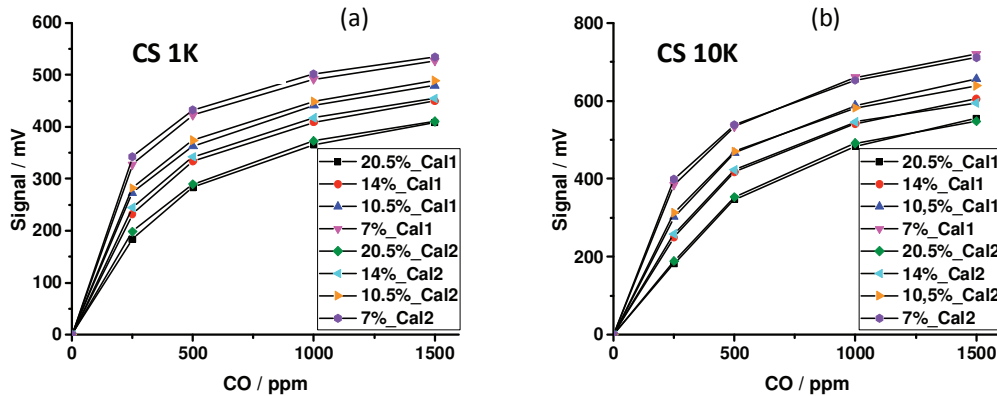 (a)
CS 1K
600
500
400
300
200
100
0
Signal / mV
0 500 1000 1500
CO / ppm
20.5%_Cal1
14%_Cal1
10.5%_Cal1
7%_Cal1
20.5%_Cal2
14%_Cal2
10.5%_Cal2
7%_Cal2
(b)
CS 10K
800
600
400
200
0
Signal / mV
0 500 1000 1500
CO / ppm
20.5%_Cal1
14%_Cal1
10,5%_Cal1
7%_Cal1
20.5%_Cal2
14%_Cal2
10,5%_Cal2
7%_Cal2